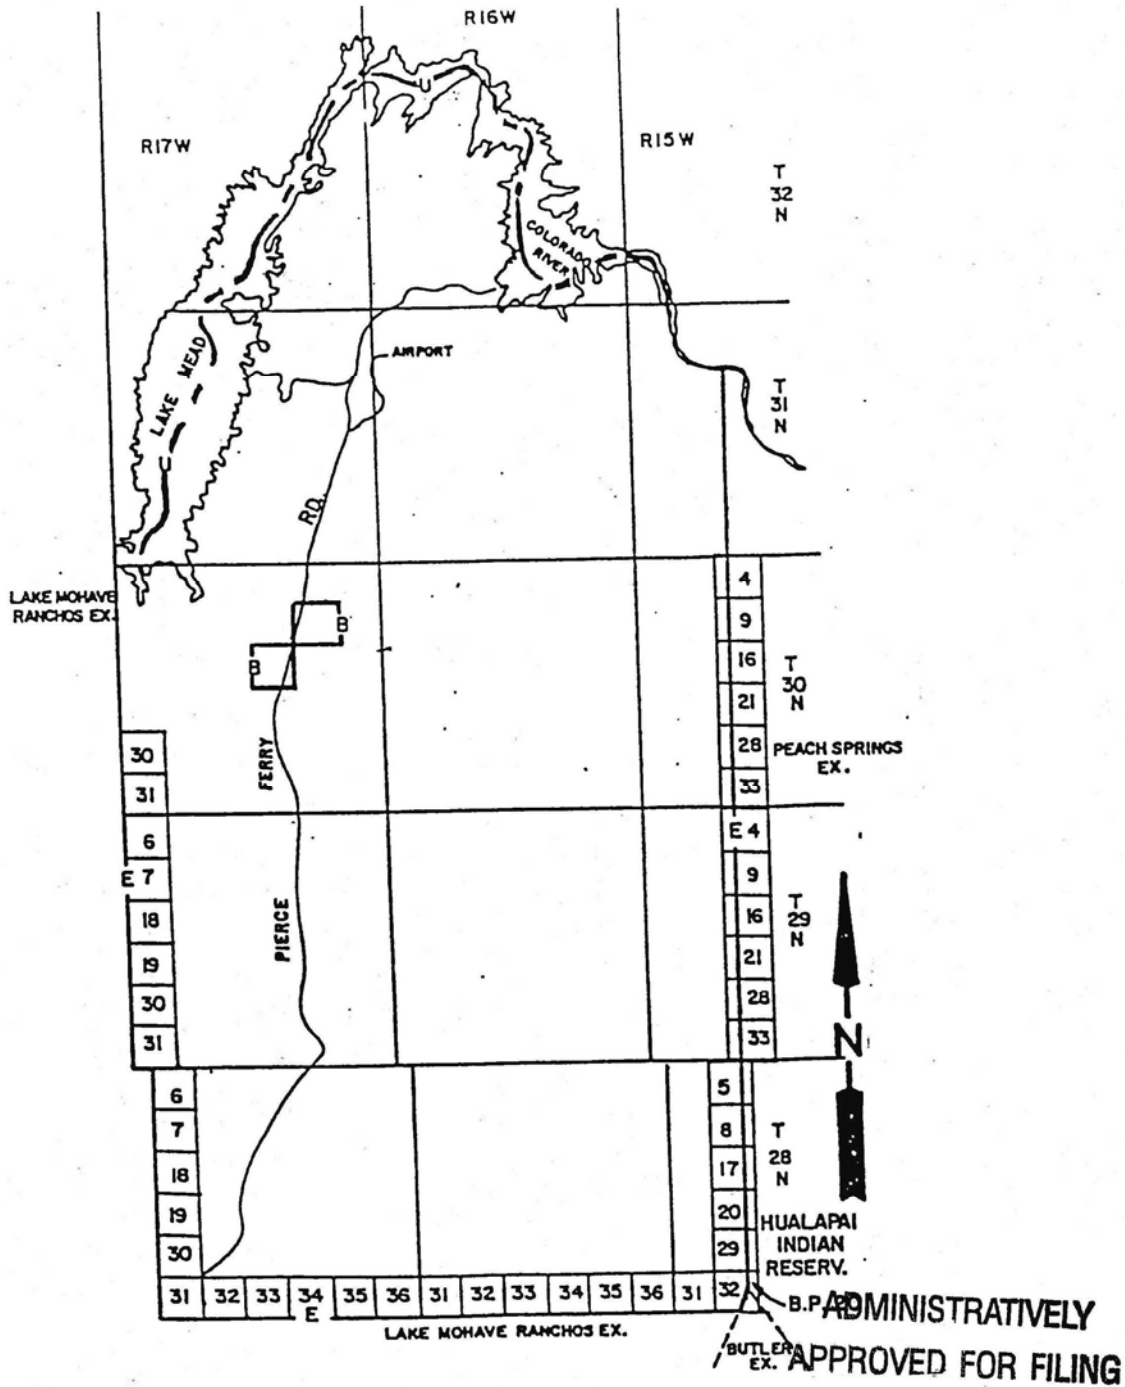 R16W
R17W
R15W
T
32
N
U
COLORADO
RIVER
AIRPORT
LAKE MEAD
T
31
N
U
RD.
LAKE MOHAVE
RANCHOS EX.
4
B
9
B
16
T
30
N
21
30
FERRY
28
PEACH SPRINGS
EX.
31
33
6
E 4
E 7
9
18
PIERCE
16
T
29
N
19
21
30
28
31
33
N
6
5
7
8
T
28
N
18
17
19
20
HUALAPAI
INDIAN
RESERV.
30
29
31 32 33 34 35 36 31 32 33 34 35 36 31 32
E
B.P.
ADMINISTRATIVELY
LAKE MOHAVE RANCHOS EX.
BUTLER
EX.
APPROVED FOR FILING